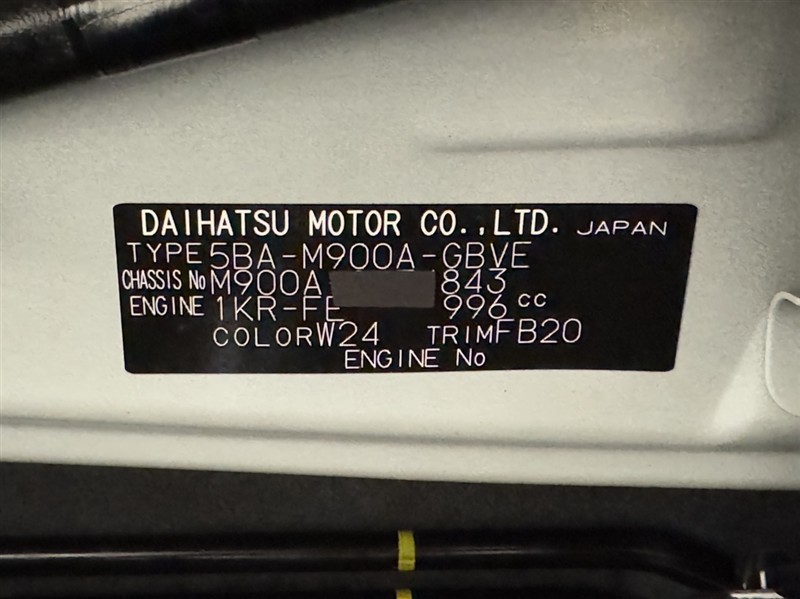 DAIHATSU MOTOR CO.,LTD. JAPAN
TYPE 5BA-M900A-GBVE
CHASSIS No M900A 843
ENGINE 1KR-FE 996 cc
COLOR W24 TRIM FB20
ENGINE No